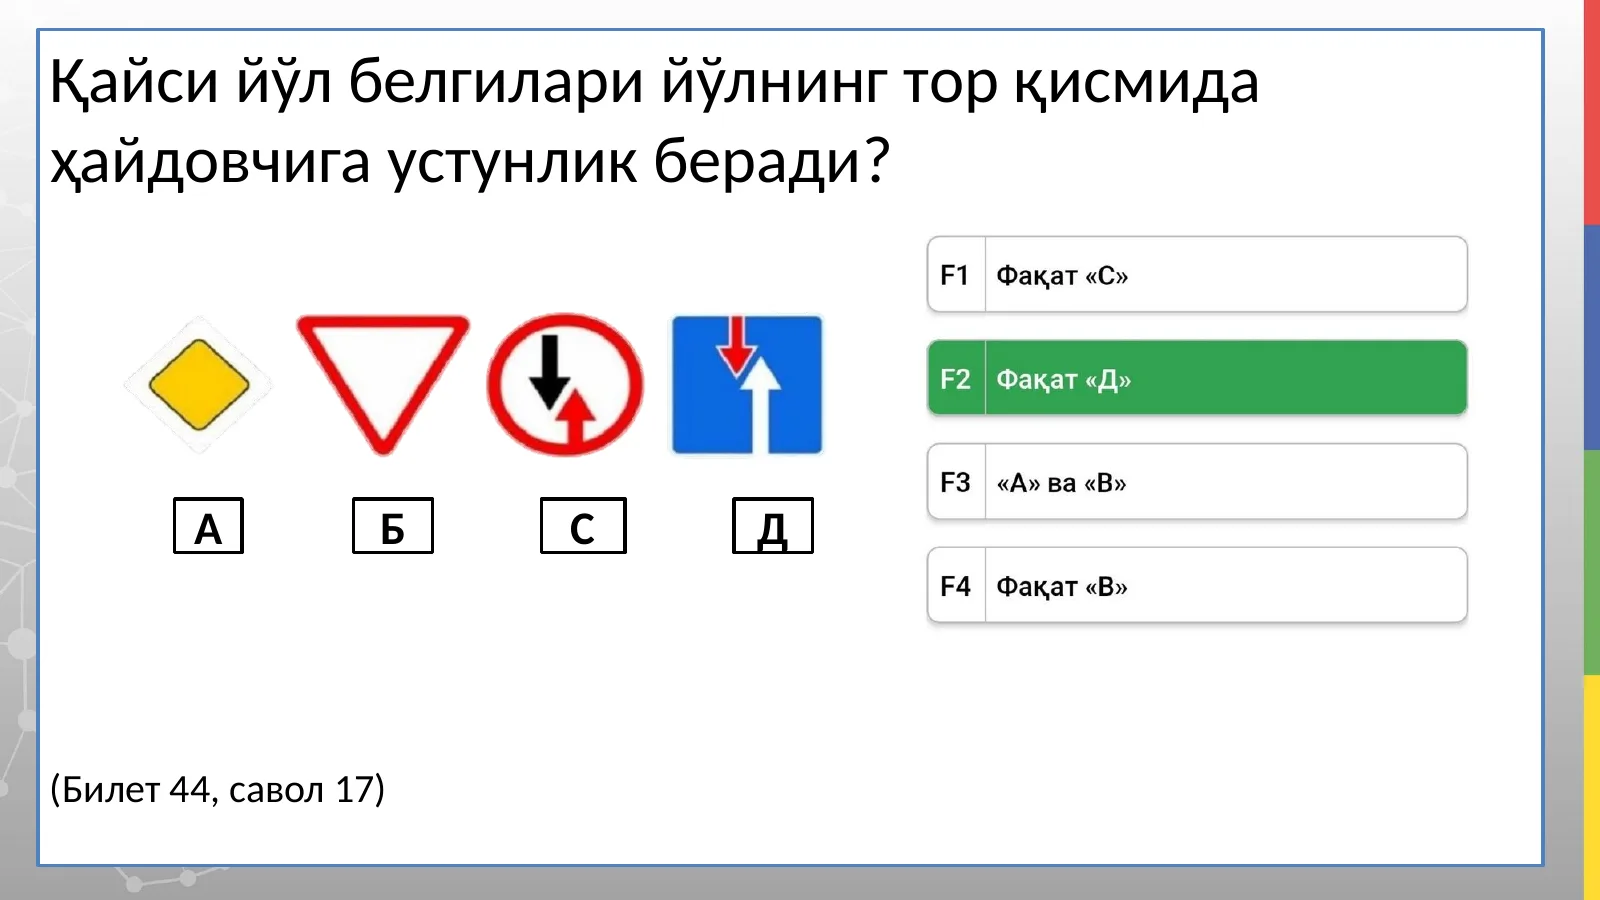 Қайси йўл белгилари йўлнинг тор қисмида
ҳайдовчига устунлик беради?
F1 Фақат «С»
F2 Фақат «Д»
F3 «А» ва «В»
F4 Фақат «В»
А Б С Д
(Билет 44, савол 17)